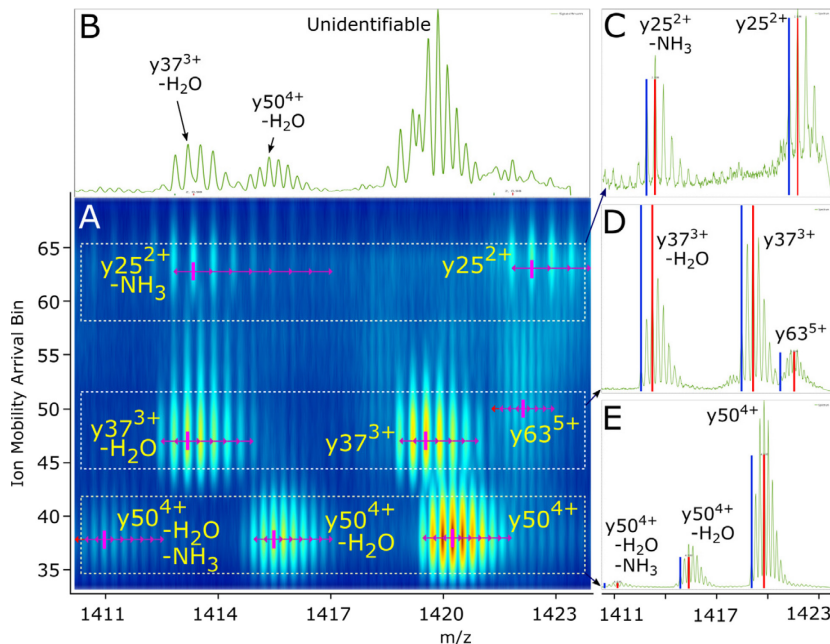 B
Unidentifiable
y37³⁺
-H₂O
y50⁴⁺
-H₂O
C
y25²⁺
-NH₃
y25²⁺
A
Ion Mobility Arrival Bin
65
60
55
50
45
40
35
y25²⁺
-NH₃
y25²⁺
y37³⁺
-H₂O
y37³⁺
y63⁵⁺
y50⁴⁺
-H₂O
-NH₃
y50⁴⁺
-H₂O
y50⁴⁺
1411
1414
1417
1420
1423
m/z
D
y37³⁺
-H₂O
y37³⁺
y63⁵⁺
E
y50⁴⁺
-H₂O
-NH₃
y50⁴⁺
-H₂O
y50⁴⁺
1411
1417
1423